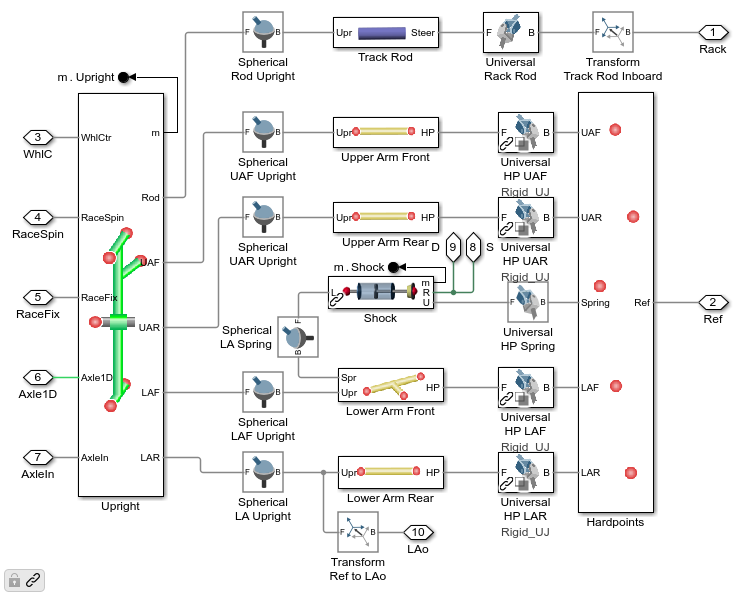 F B
Upr Steer
F B
F B
1
Spherical
Rod Upright
Track Rod
Universal
Rack Rod
Transform
Track Rod Inboard
Rack
m . Upright
3
WhlC
WhlCtr
m
F B
Upr HP
F B
UAF
Spherical
UAF Upright
Upper Arm Front
Universal
HP UAF
Rigid_UJ
Rod
4
RaceSpin
RaceSpin
F B
Upr HP
F B
UAR
Spherical
UAR Upright
Upper Arm Rear
Universal
HP UAR
Rigid_UJ
D 9 8 S
UAF
m . Shock
5
RaceFix
RaceFix
L
m
R
U
Shock
F B
Spring
Ref
2
Ref
UAR
Spherical
LA Spring
F
B
Universal
HP Spring
6
Axle1D
Axle1D
LAF
F B
Spr
Upr
HP
F B
LAF
Spherical
LAF Upright
Lower Arm Front
Universal
HP LAF
Rigid_UJ
7
AxleIn
AxleIn
LAR
F B
Upr HP
F B
LAR
Spherical
LA Upright
Lower Arm Rear
Universal
HP LAR
Rigid_UJ
Upright
Hardpoints
F B
10
LAo
Transform
Ref to LAo